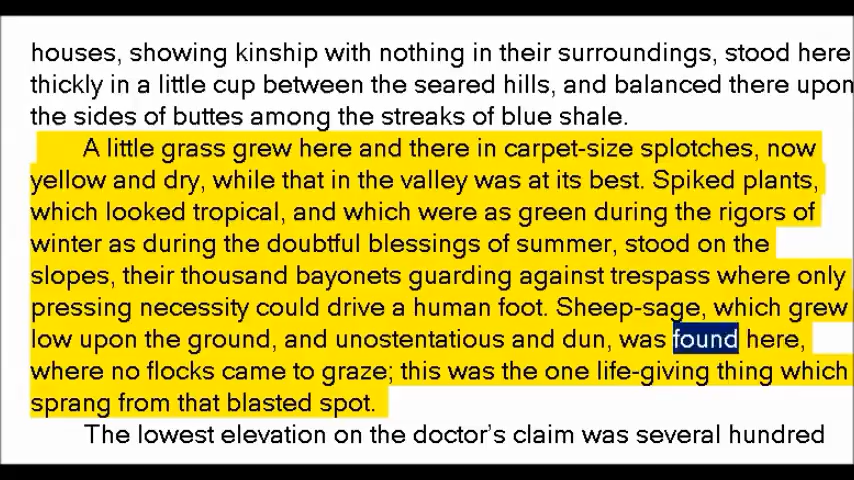 houses, showing kinship with nothing in their surroundings, stood here
thickly in a little cup between the seared hills, and balanced there upon
the sides of buttes among the streaks of blue shale.
A little grass grew here and there in carpet-size splotches, now
yellow and dry, while that in the valley was at its best. Spiked plants,
which looked tropical, and which were as green during the rigors of
winter as during the doubtful blessings of summer, stood on the
slopes, their thousand bayonets guarding against trespass where only
pressing necessity could drive a human foot. Sheep-sage, which grew
low upon the ground, and unostentatious and dun, was found here,
where no flocks came to graze; this was the one life-giving thing which
sprang from that blasted spot.
The lowest elevation on the doctor's claim was several hundred